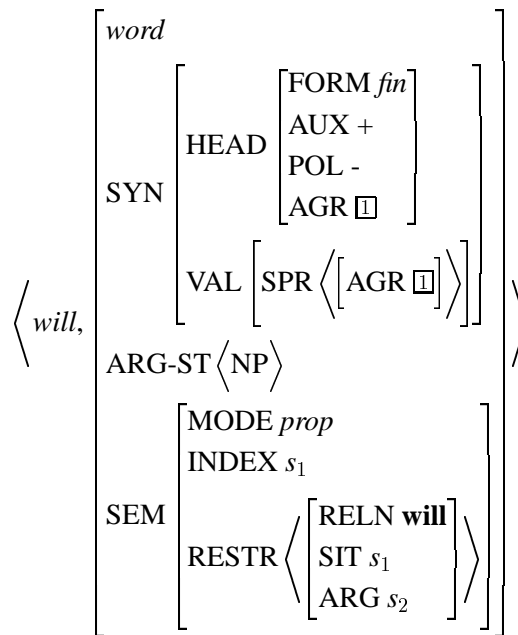 word
FORM fin
AUX +
HEAD
POL -
AGR 1
SYN
VAL [SPR ⟨[AGR 1]⟩]
⟨will,
ARG-ST⟨NP⟩
MODE prop
INDEX s₁
SEM
RELN will
RESTR⟨ SIT s₁ ⟩
ARG s₂